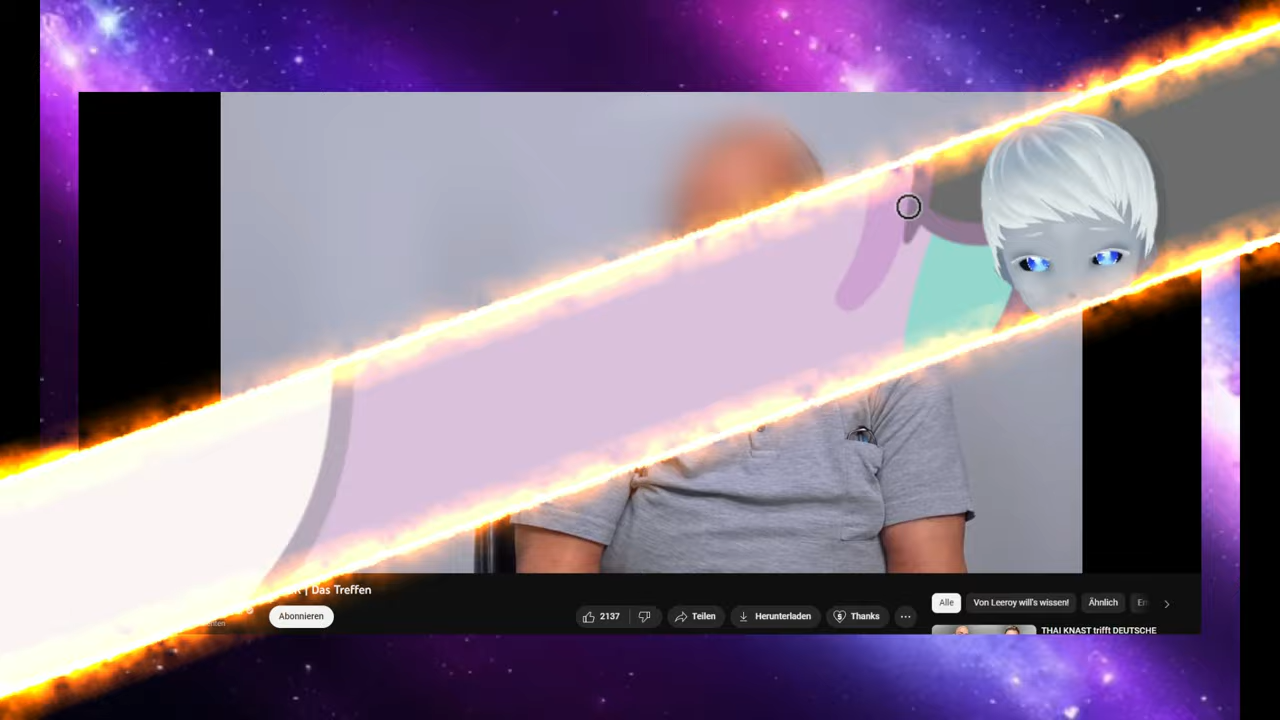 | Das Treffen
Abonnieren
2137
Teilen
Herunterladen
Thanks
Alle
Von Leeroy will's wissen!
Ähnlich
THAI KNAST trifft DEUTSCHE